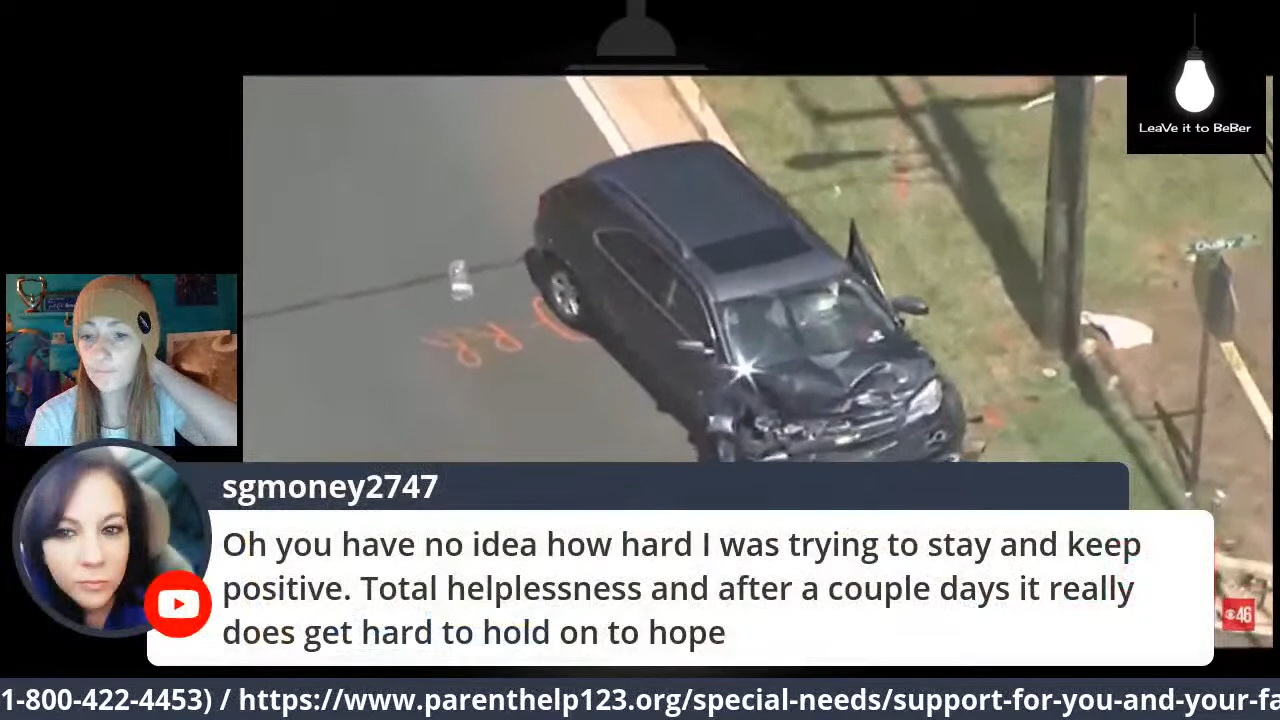 LeaVe it to BeBer
sgmoney2747
Oh you have no idea how hard I was trying to stay and keep
positive. Total helplessness and after a couple days it really
does get hard to hold on to hope
46
1-800-422-4453) / https://www.parenthelp123.org/special-needs/support-for-you-and-your-fa